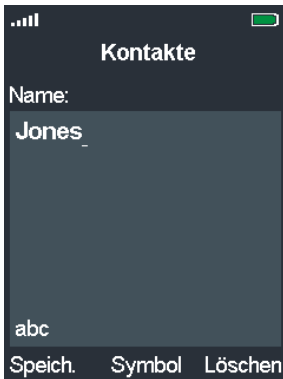 Kontakte
Name:
Jones_
abc
Speich. Symbol Löschen